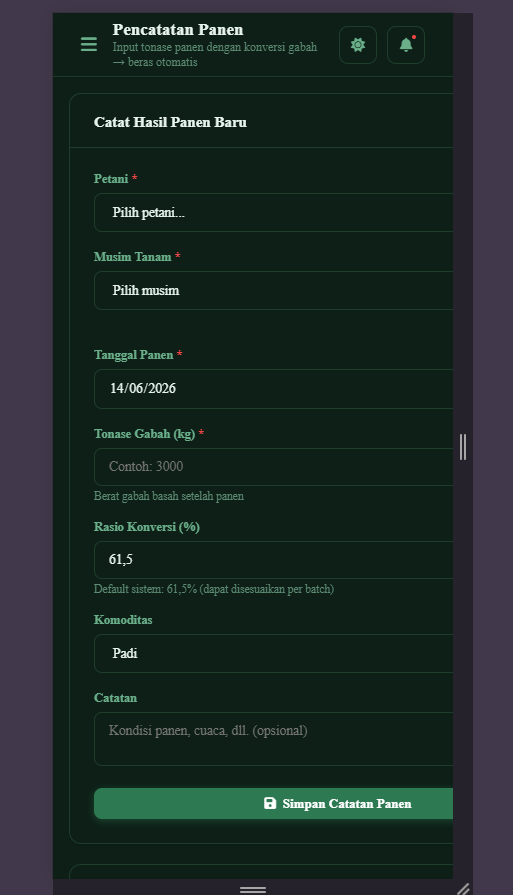 Pencatatan Panen
Input tonase panen dengan konversi gabah
→ beras otomatis
Catat Hasil Panen Baru
Petani *
Pilih petani...
Musim Tanam *
Pilih musim
Tanggal Panen *
14/06/2026
Tonase Gabah (kg) *
Contoh: 3000
Berat gabah basah setelah panen
Rasio Konversi (%)
61,5
Default sistem: 61,5% (dapat disesuaikan per batch)
Komoditas
Padi
Catatan
Kondisi panen, cuaca, dll. (opsional)
Simpan Catatan Panen